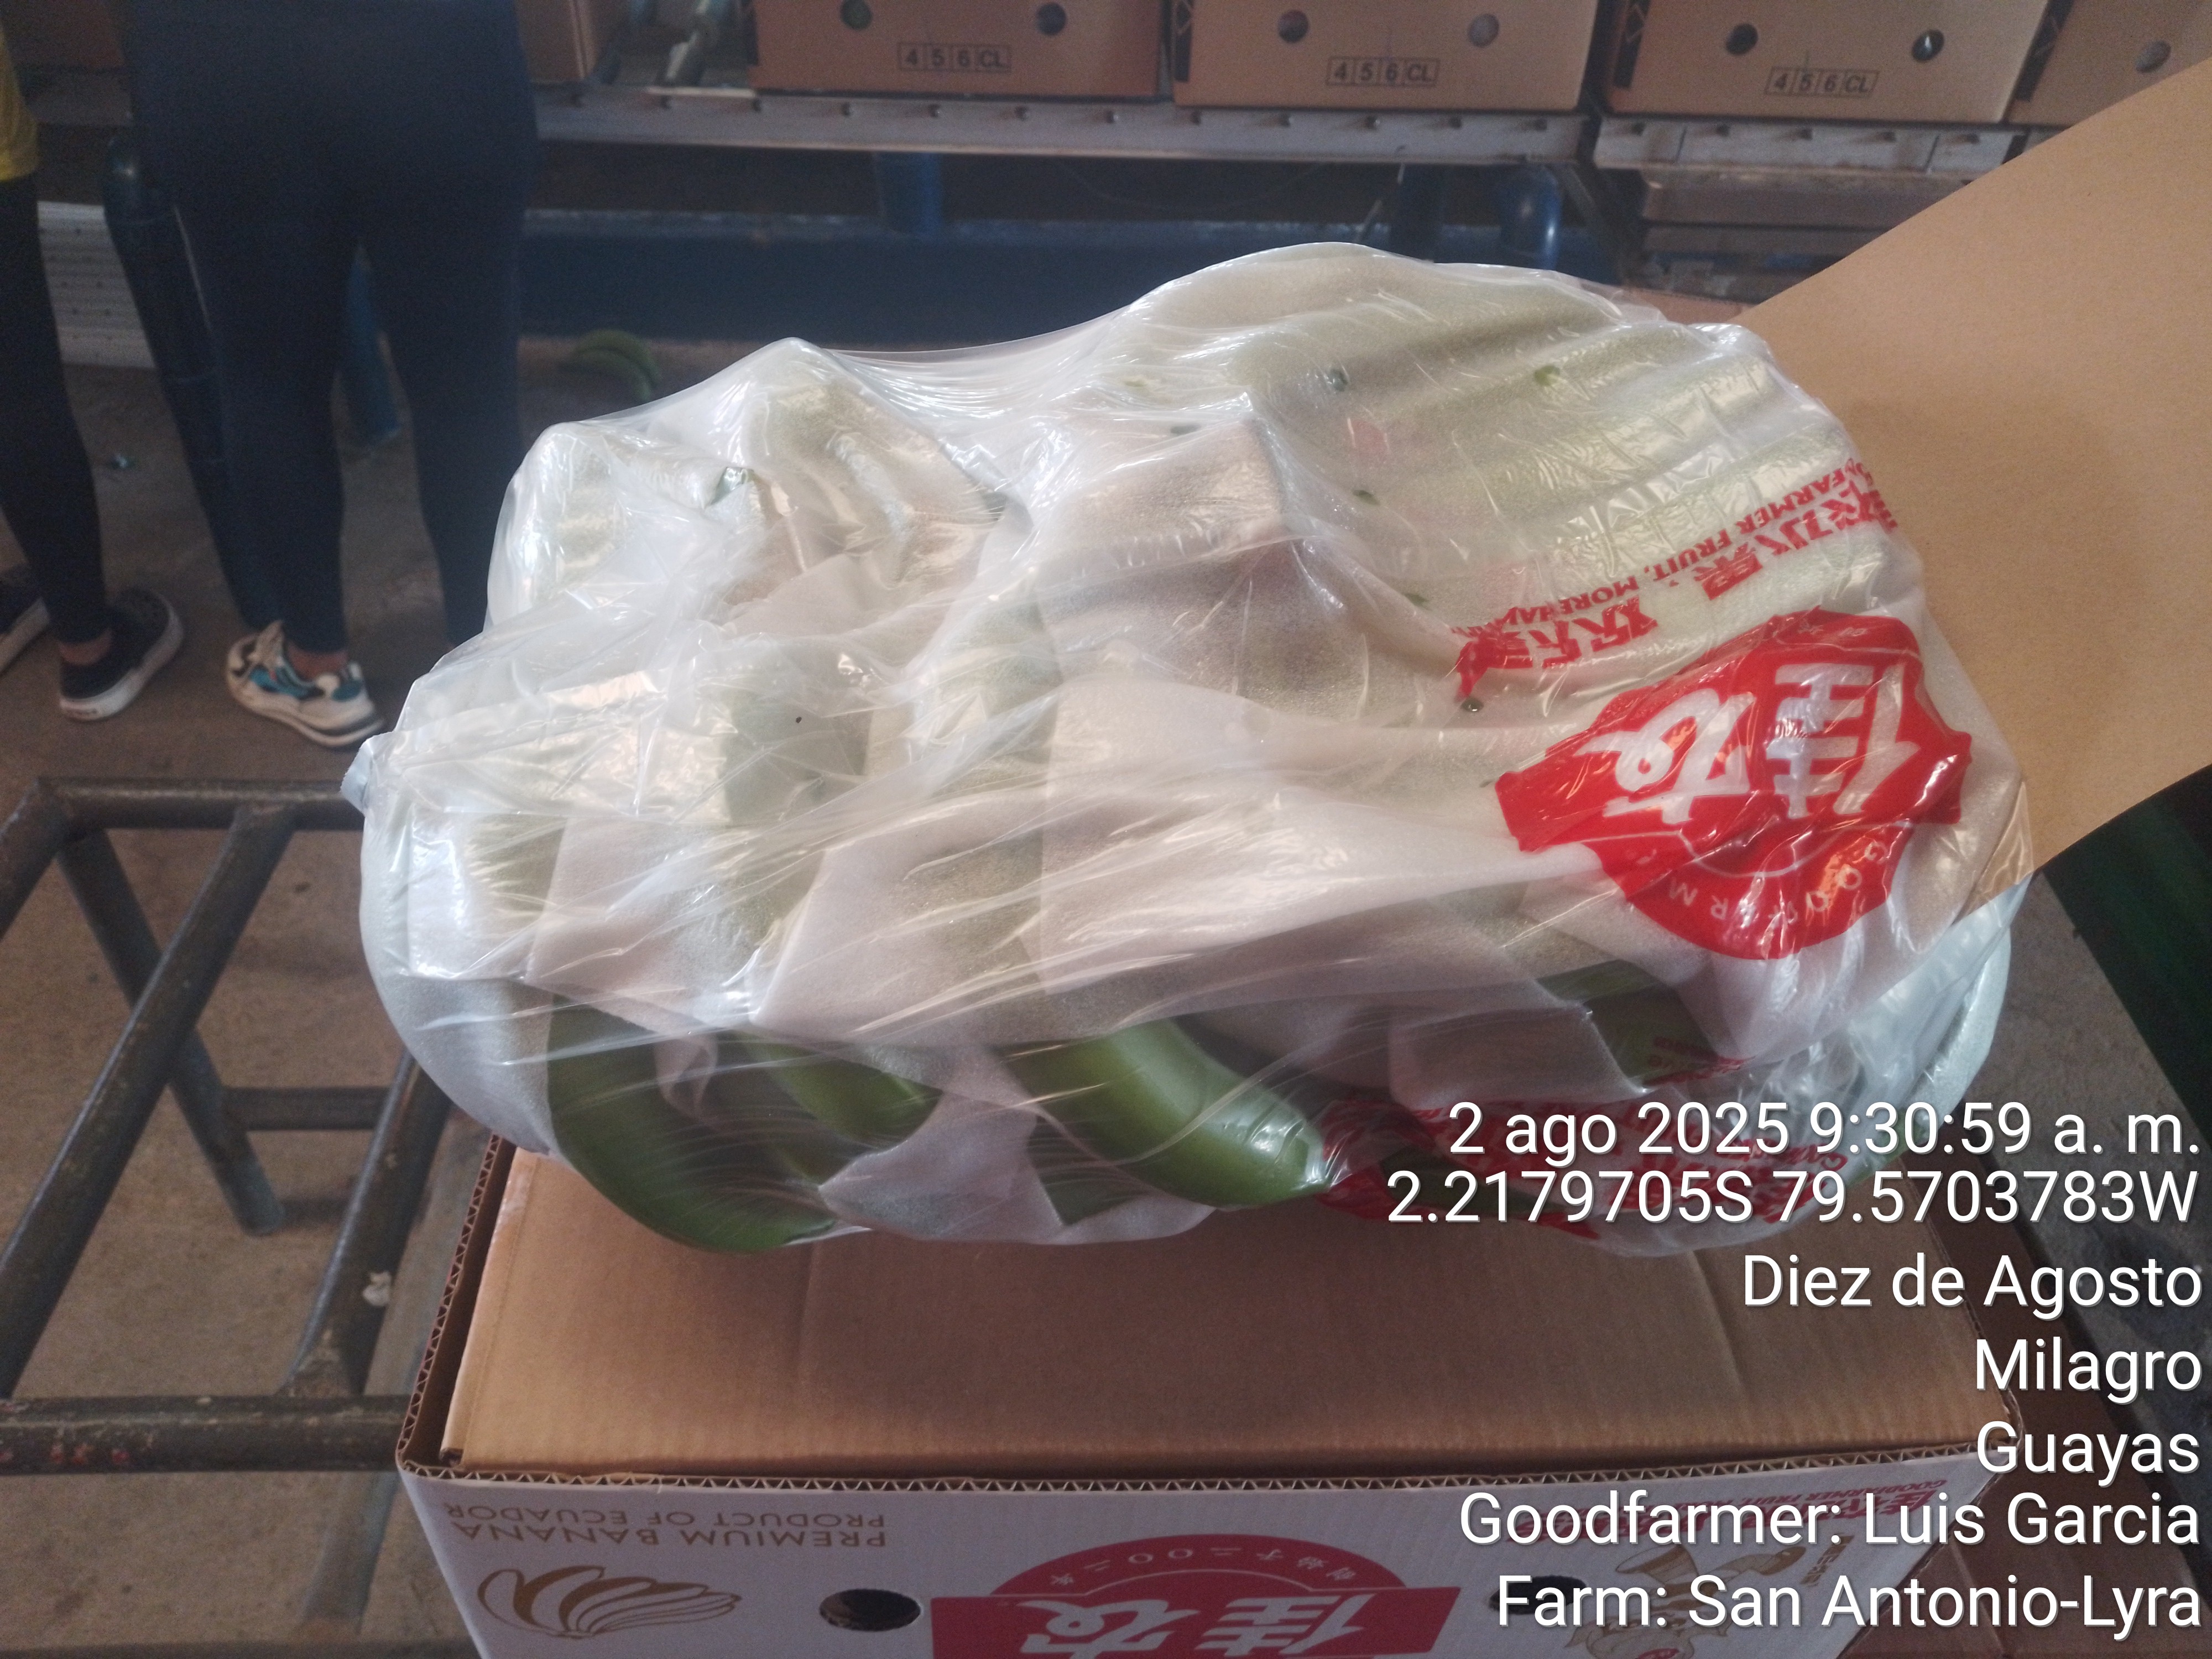 4 5 6 CL
4 5 6 CL
4 5 6 CL
FARMER FRUIT, MORE
佳农
2 ago 2025 9:30:59 a. m.
2.2179705S 79.5703783W
Diez de Agosto
Milagro
Guayas
Goodfarmer: Luis Garcia
Farm: San Antonio-Lyra
PREMIUM BANANA
PRODUCT OF ECUADOR
佳农